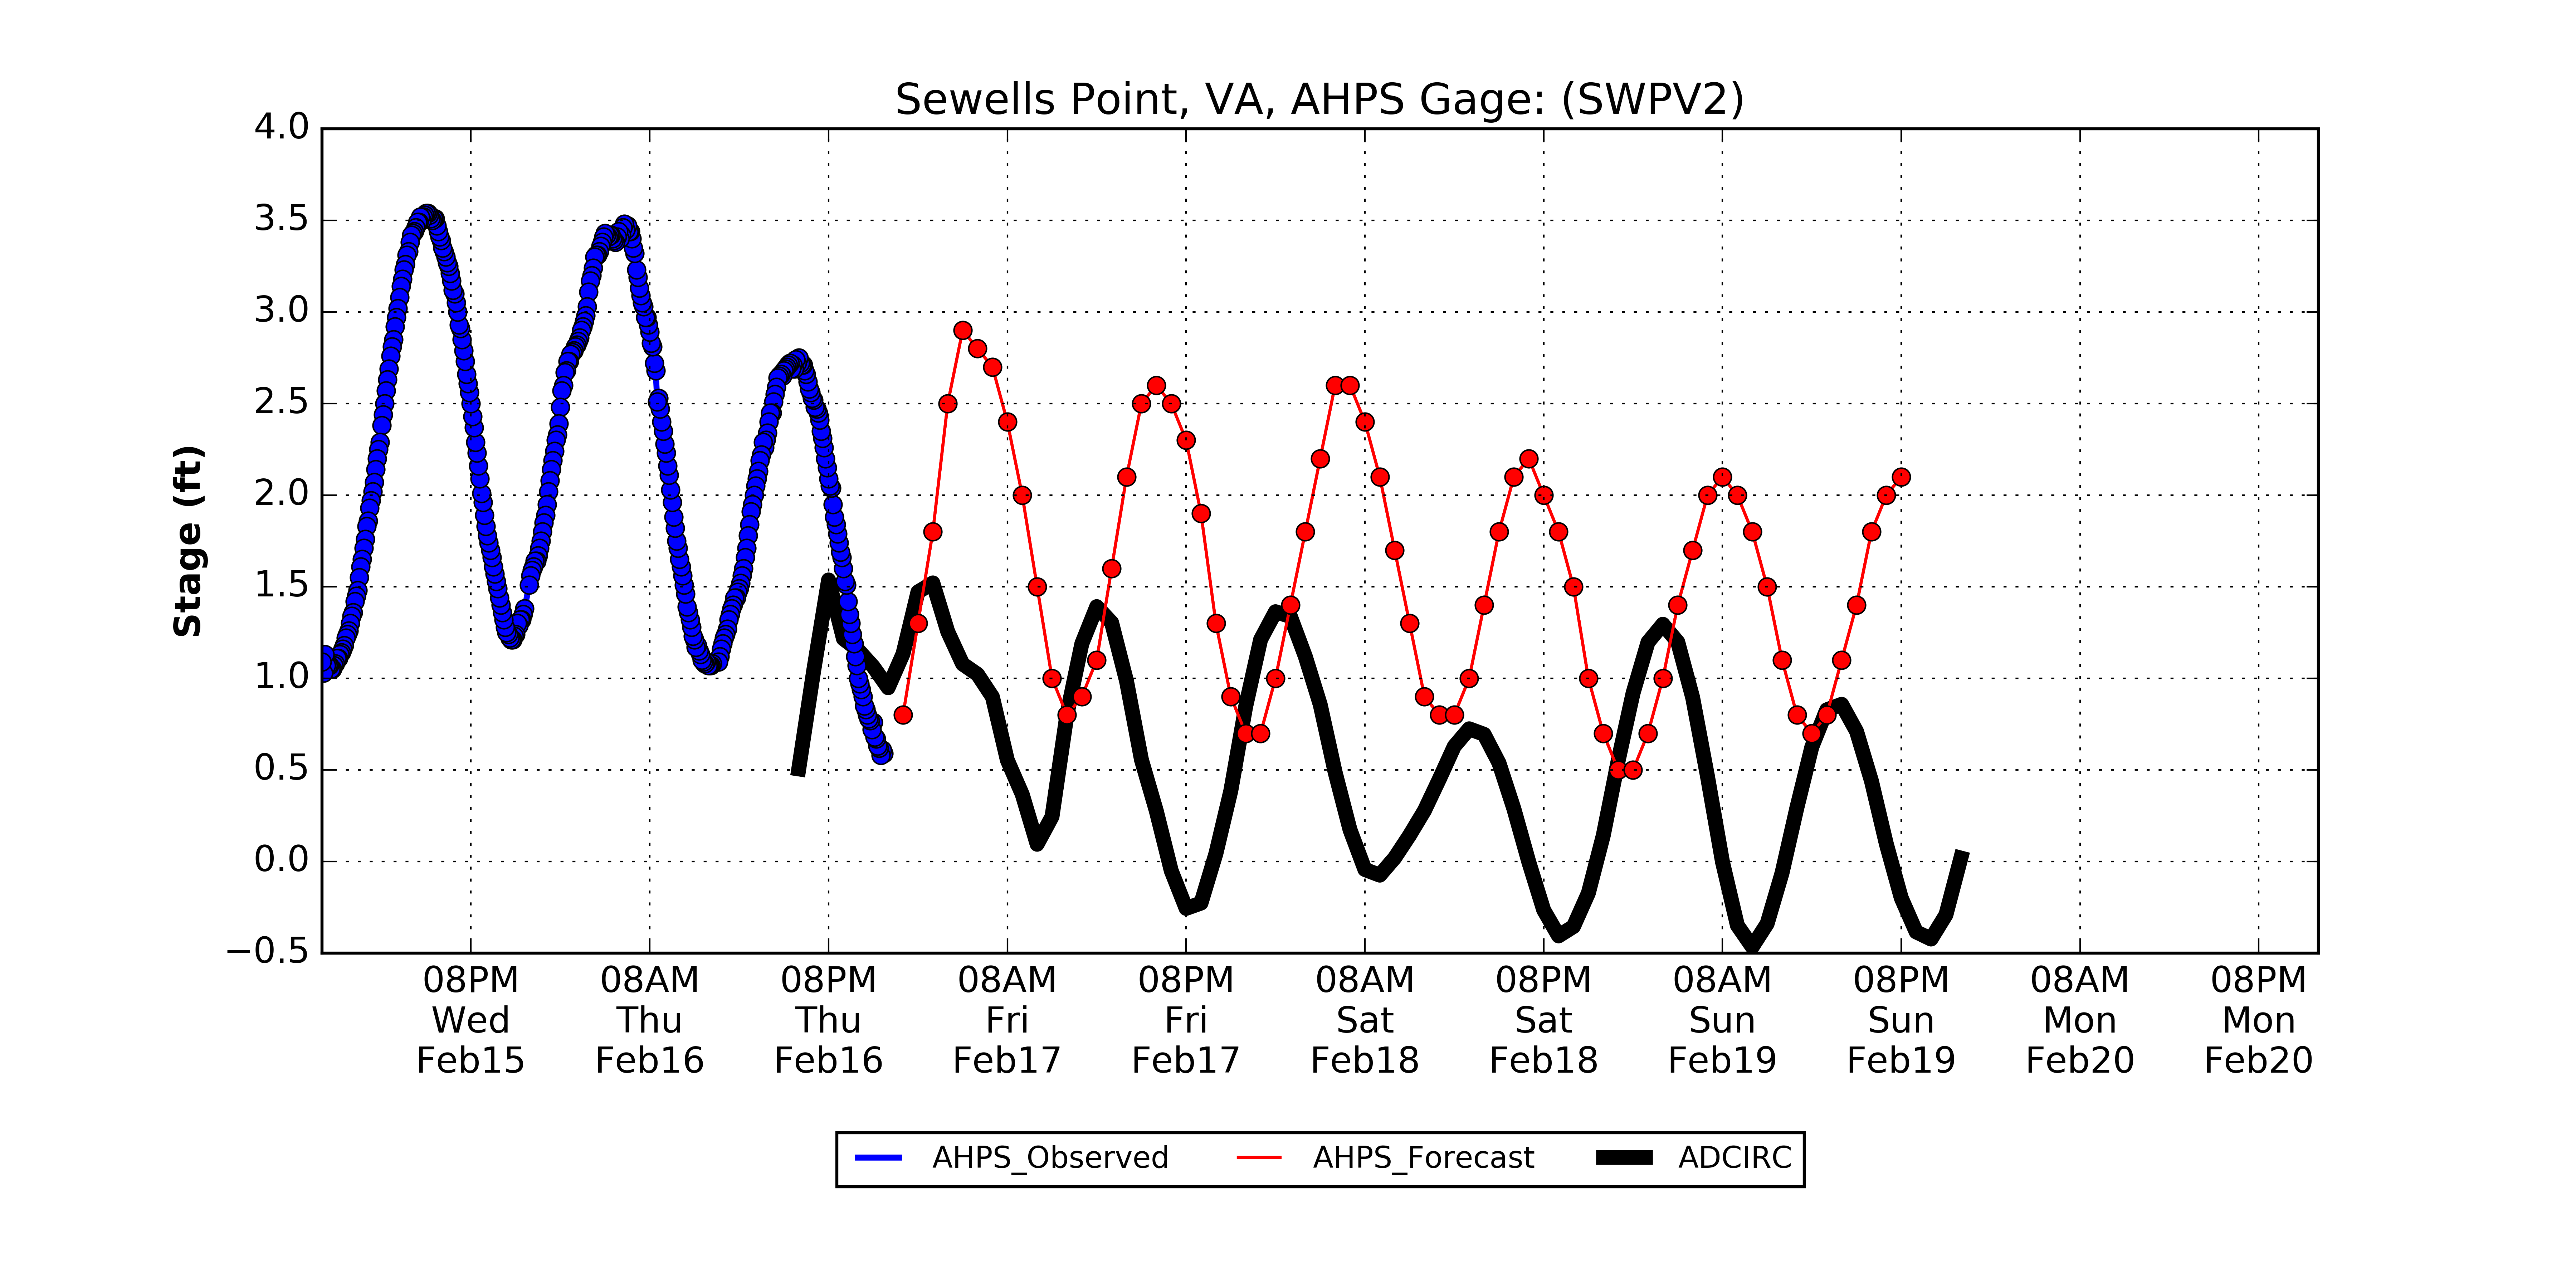 Sewells Point, VA, AHPS Gage: (SWPV2)
4.0
3.5
3.0
2.5
2.0
1.5
1.0
0.5
0.0
−0.5
Stage (ft)
08PM 08AM 08PM 08AM 08PM 08AM 08PM 08AM 08PM 08AM 08PM
Wed Thu Thu Fri Fri Sat Sat Sun Sun Mon Mon
Feb15 Feb16 Feb16 Feb17 Feb17 Feb18 Feb18 Feb19 Feb19 Feb20 Feb20
AHPS_Observed AHPS_Forecast ADCIRC